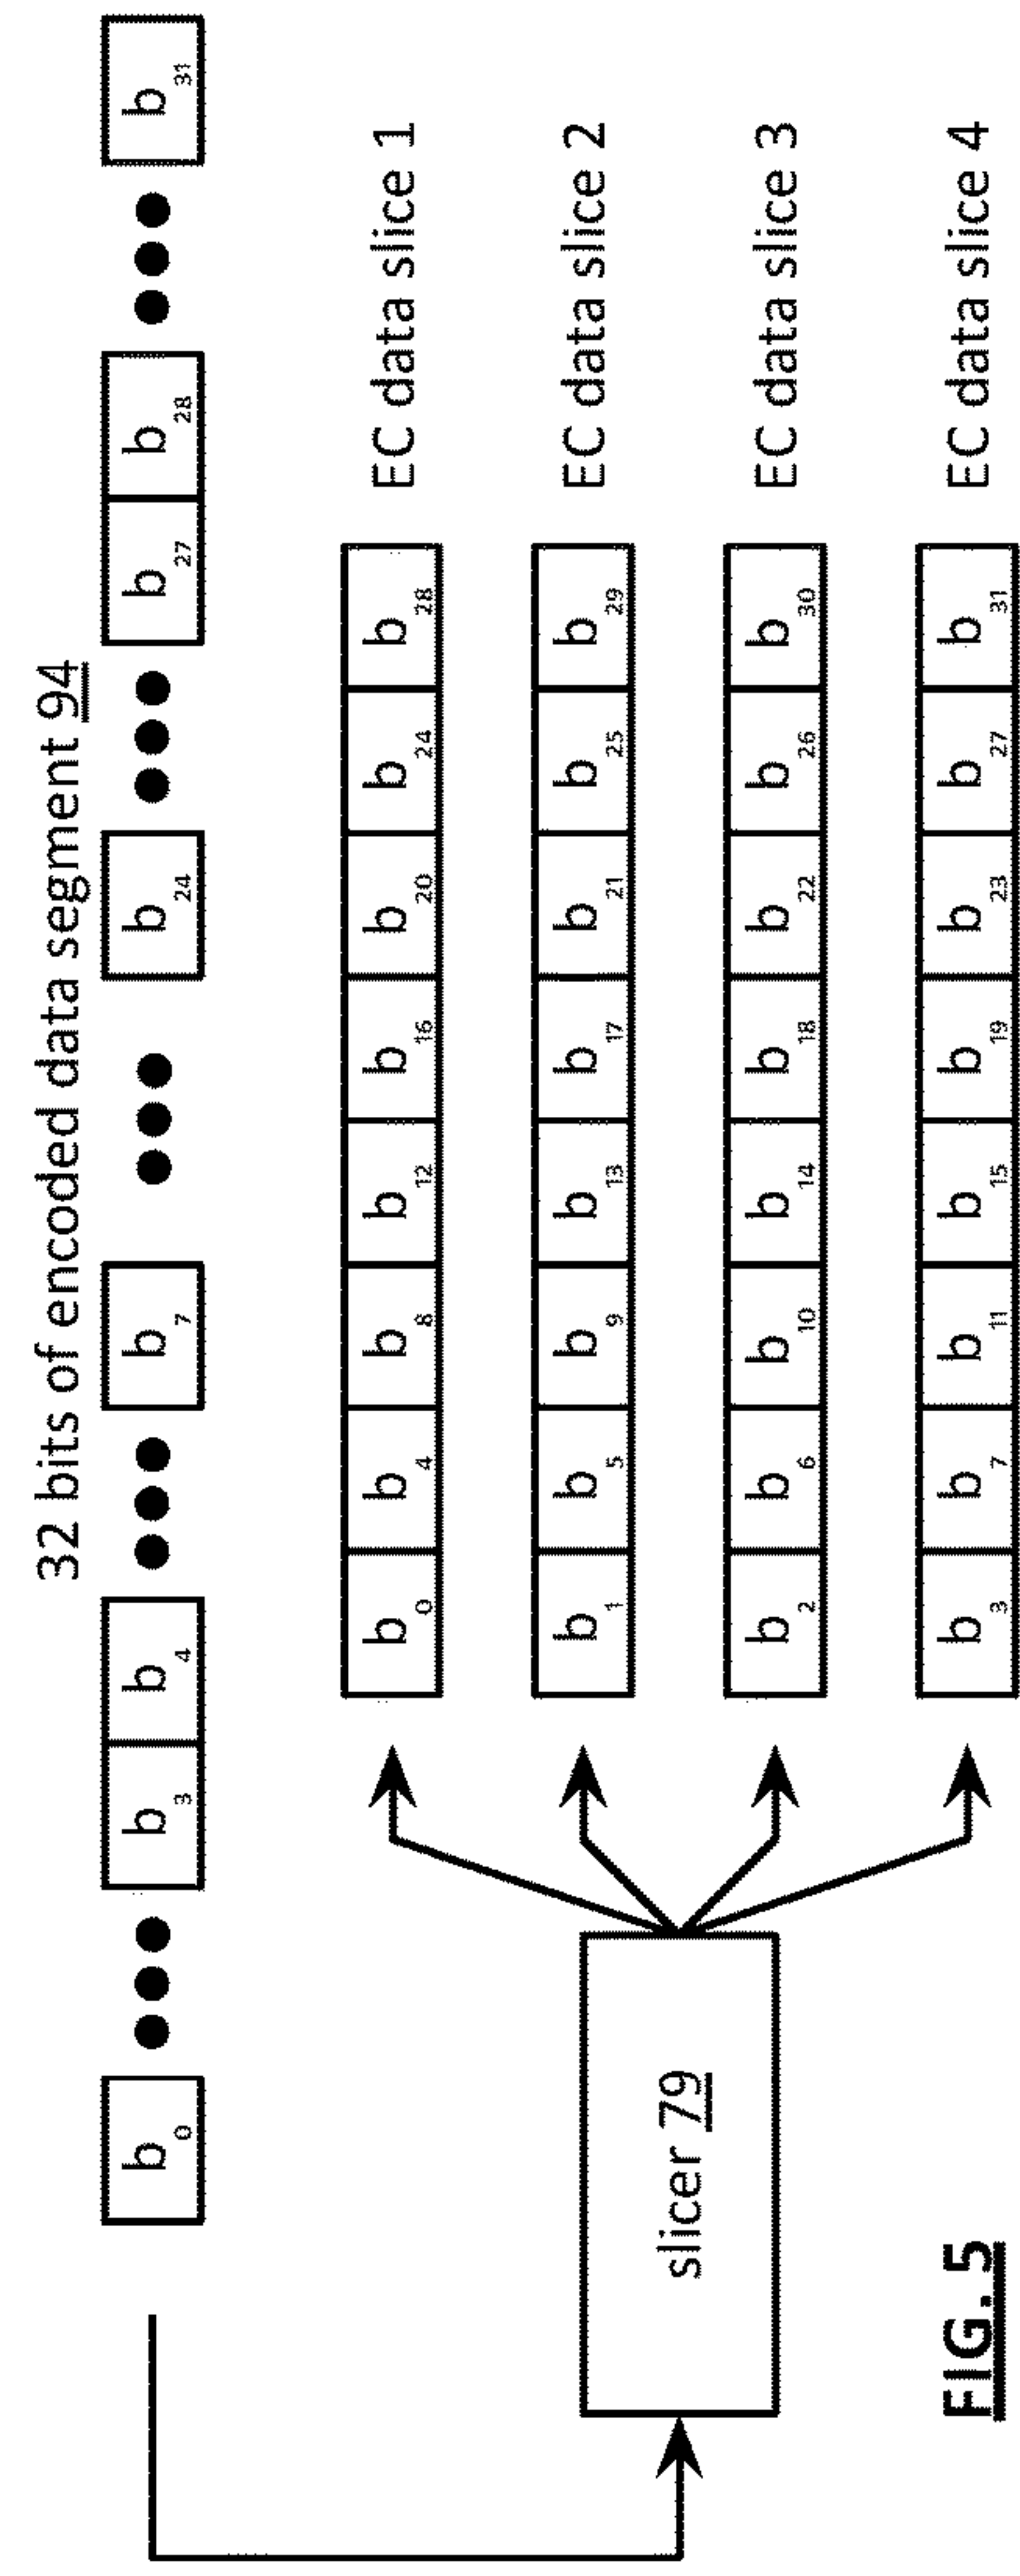 32 bits of encoded data segment 94
b0 ●●● b3 b4 ●●● b7 ●●● b24 ●●● b27 b28 ●●● b31
b0 b4 b8 b12 b16 b20 b24 b28 EC data slice 1
b1 b5 b9 b13 b17 b21 b25 b29 EC data slice 2
slicer 79
b2 b6 b10 b14 b18 b22 b26 b30 EC data slice 3
b3 b7 b11 b15 b19 b23 b27 b31 EC data slice 4
FIG. 5